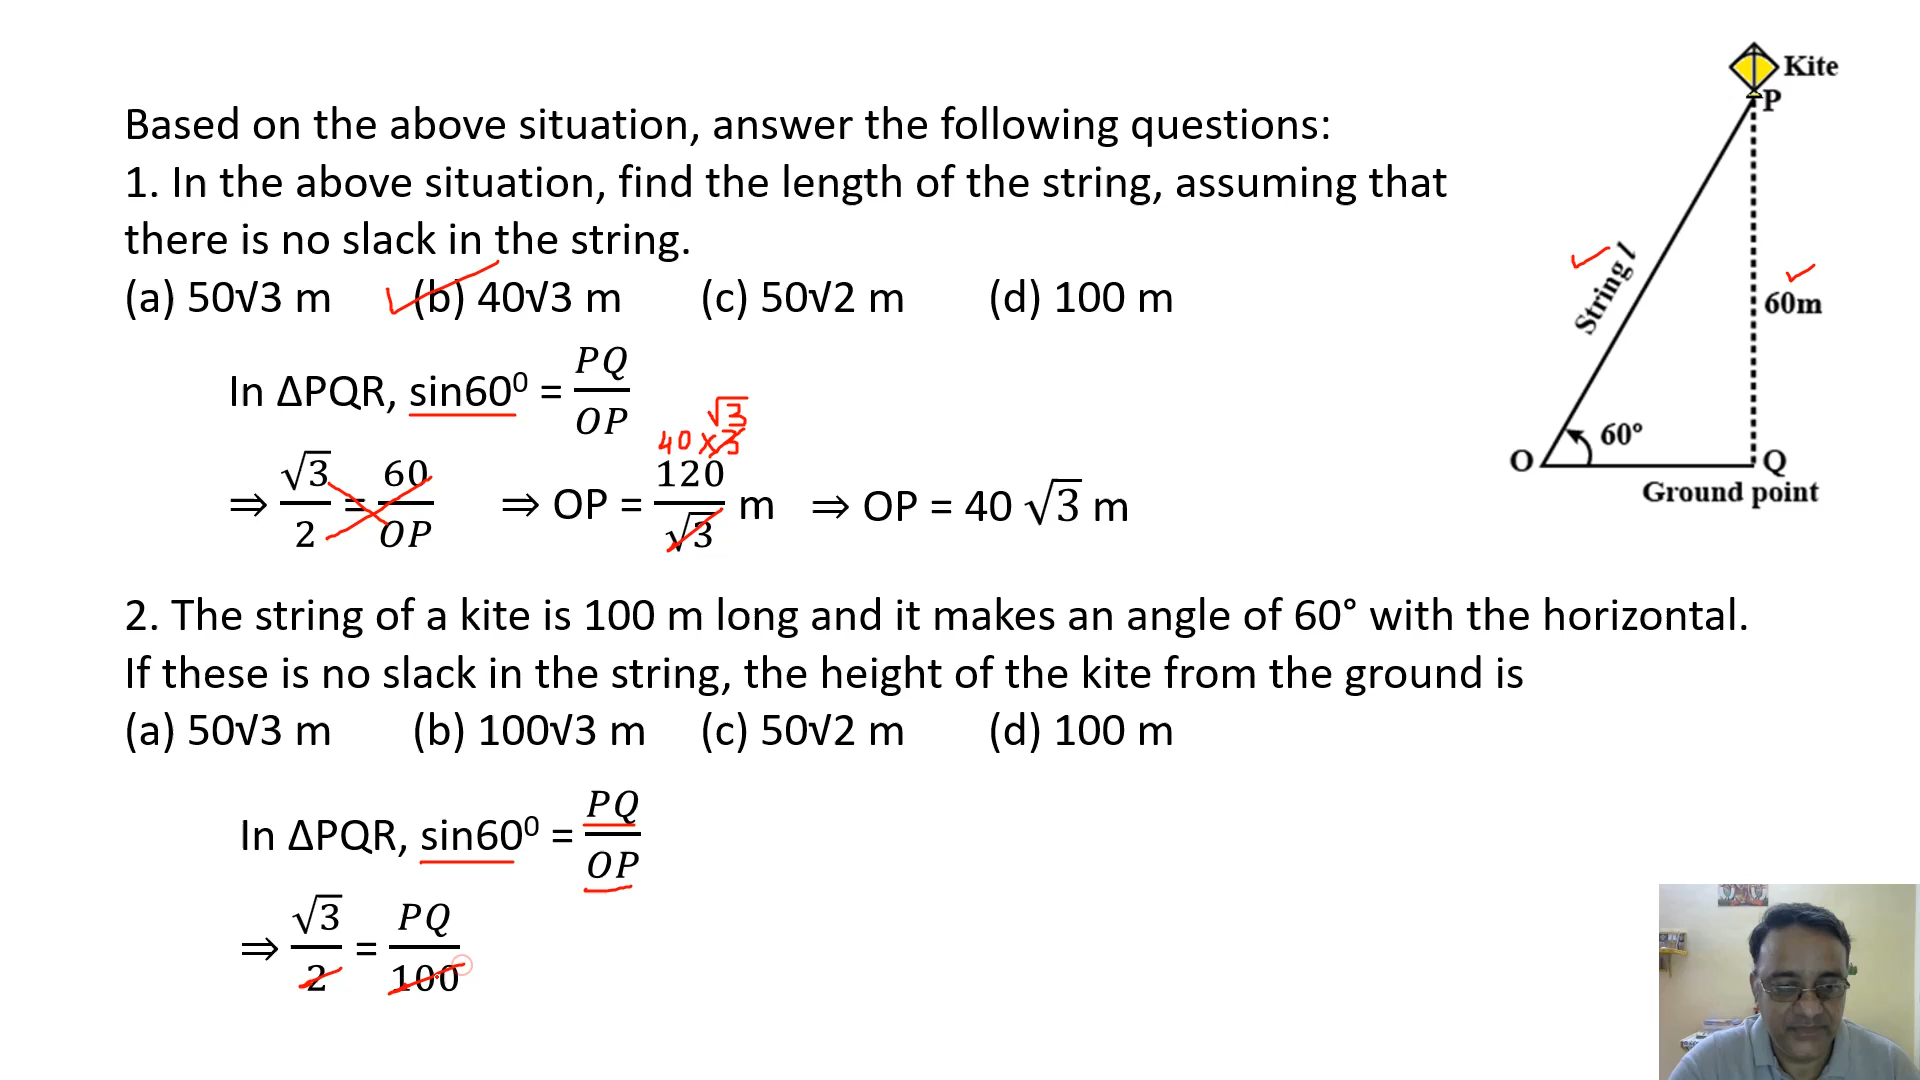 Based on the above situation, answer the following questions:
1. In the above situation, find the length of the string, assuming that
there is no slack in the string.
(a) 50√3 m (b) 40√3 m (c) 50√2 m (d) 100 m
In ΔPQR, sin60⁰ = PQ/OP
√3
40 × 3
⇒ √3/2 = 60/OP ⇒ OP = 120/√3 m ⇒ OP = 40 √3 m
2. The string of a kite is 100 m long and it makes an angle of 60° with the horizontal.
If these is no slack in the string, the height of the kite from the ground is
(a) 50√3 m (b) 100√3 m (c) 50√2 m (d) 100 m
In ΔPQR, sin60⁰ = PQ/OP
⇒ √3/2 = PQ/100
Kite
P
String l
60m
60°
O
Q
Ground point